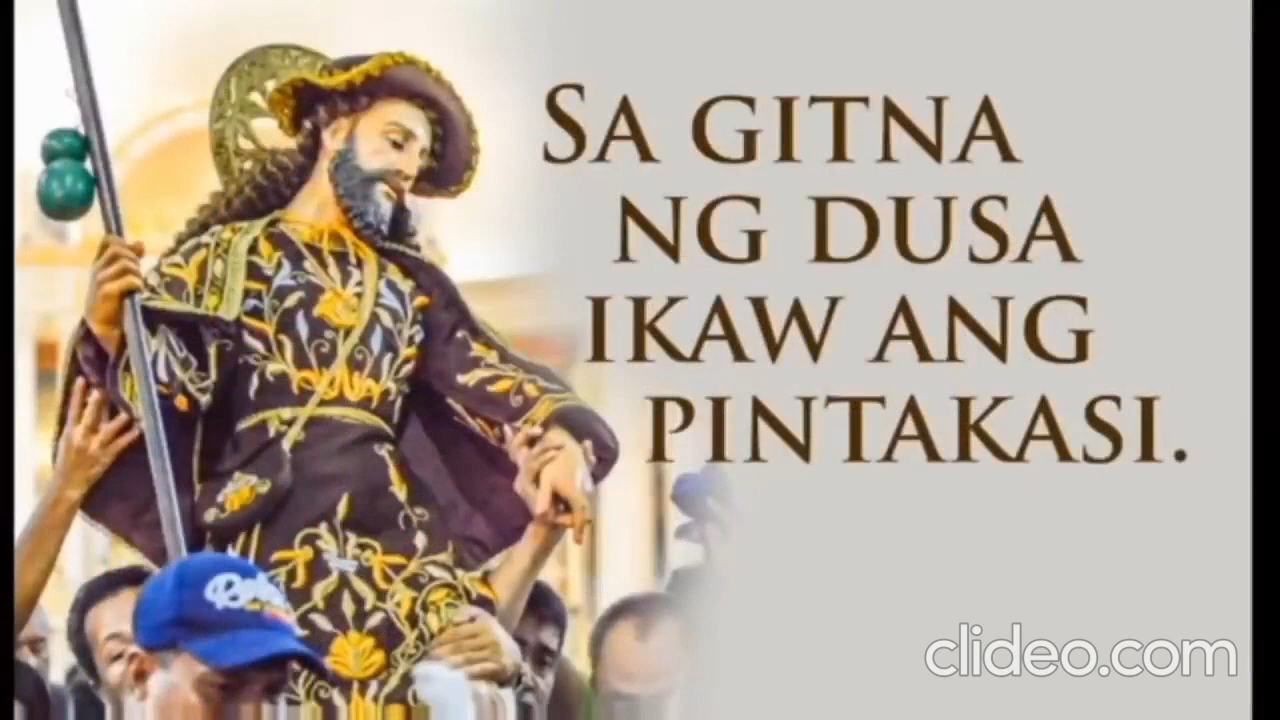 SA GITNA
NG DUSA
IKAW ANG
PINTAKASI.
clideo.com